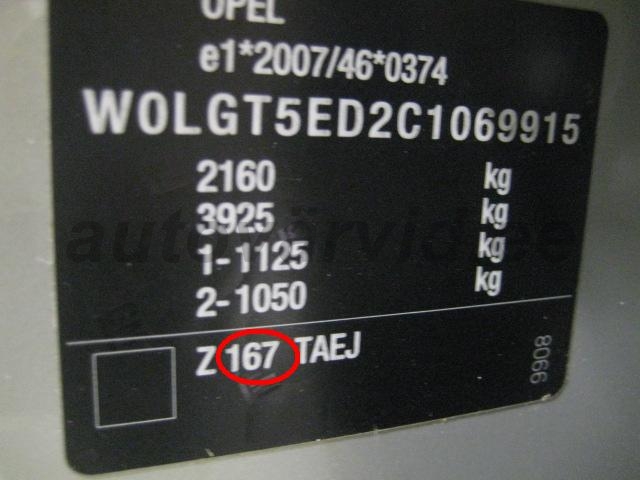 OPEL
e1*2007/46*0374
W0LGT5ED2C1069915
2160 kg
3925 kg
1-1125 kg
2-1050 kg
Z 167 TAEJ
9908